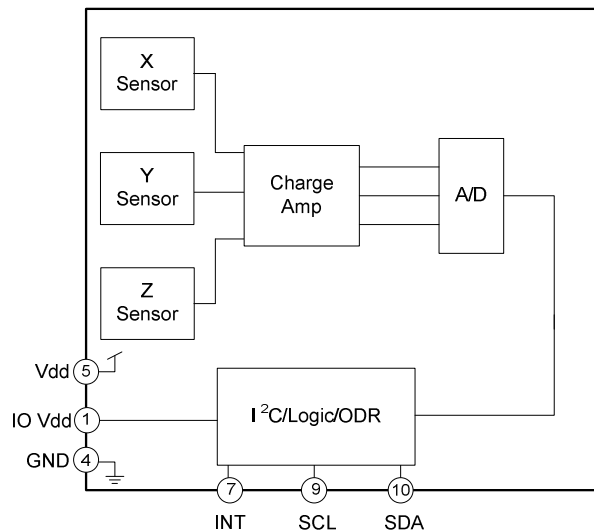 X
Sensor
Y
Sensor
Z
Sensor
Charge
Amp
A/D
Vdd 5
IO Vdd 1
GND 4
I²C/Logic/ODR
7 9 10
INT SCL SDA